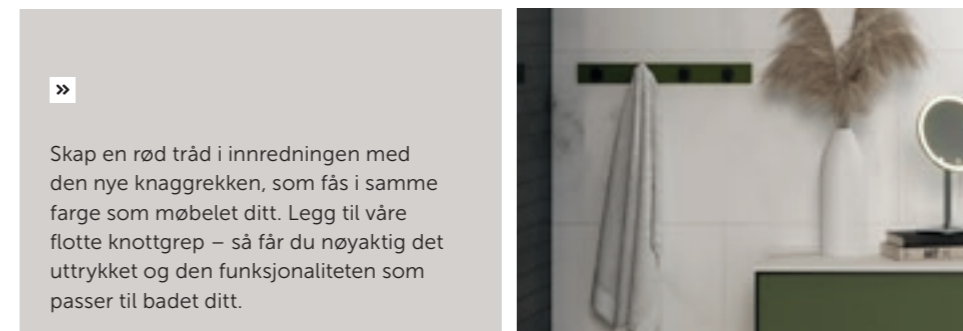 »
Skap en rød tråd i innredningen med
den nye knaggrekken, som fås i samme
farge som møbelet ditt. Legg til våre
flotte knottgrep – så får du nøyaktig det
uttrykket og den funksjonaliteten som
passer til badet ditt.